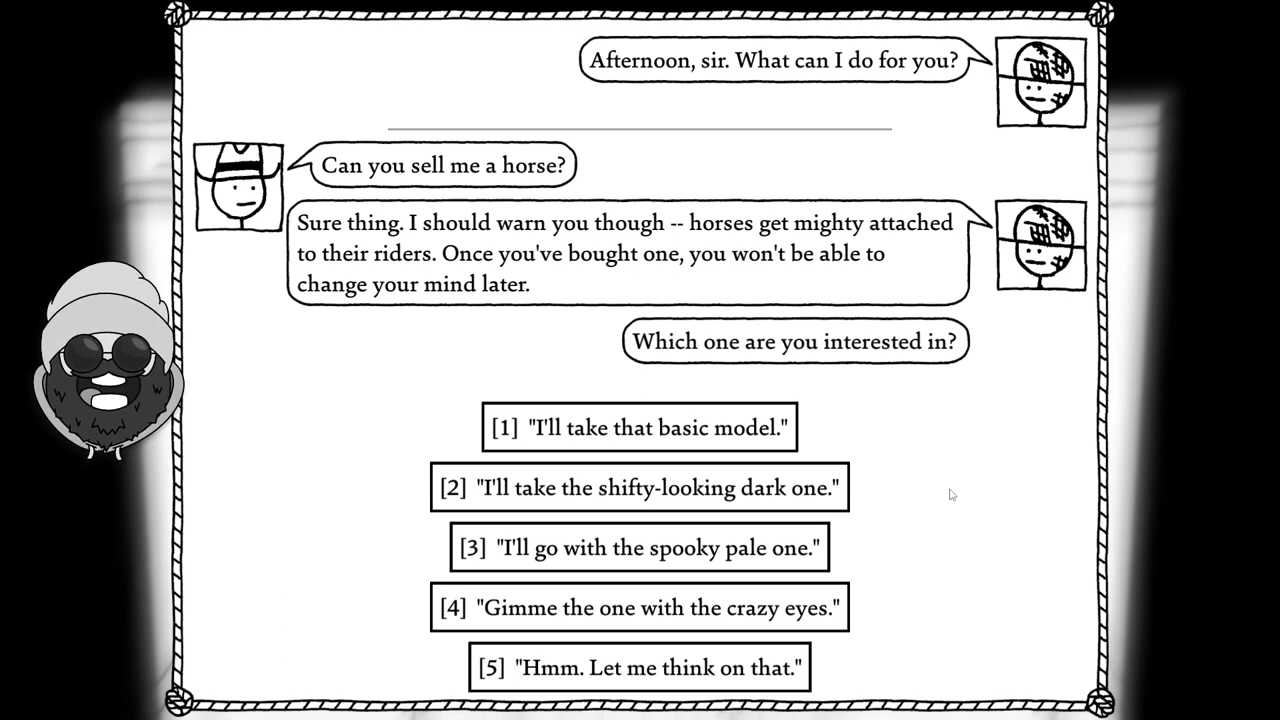 Afternoon, sir. What can I do for you?
Can you sell me a horse?
Sure thing. I should warn you though -- horses get mighty attached
to their riders. Once you've bought one, you won't be able to
change your mind later.
Which one are you interested in?
[1] "I'll take that basic model."
[2] "I'll take the shifty-looking dark one."
[3] "I'll go with the spooky pale one."
[4] "Gimme the one with the crazy eyes."
[5] "Hmm. Let me think on that."